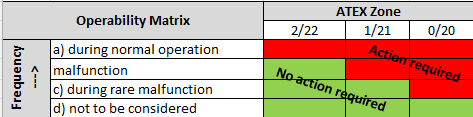 Operability Matrix
ATEX Zone
2/22 1/21 0/20
Frequency
--->
a) during normal operation
malfunction
c) during rare malfunction
d) not to be considered
Action required
No action required